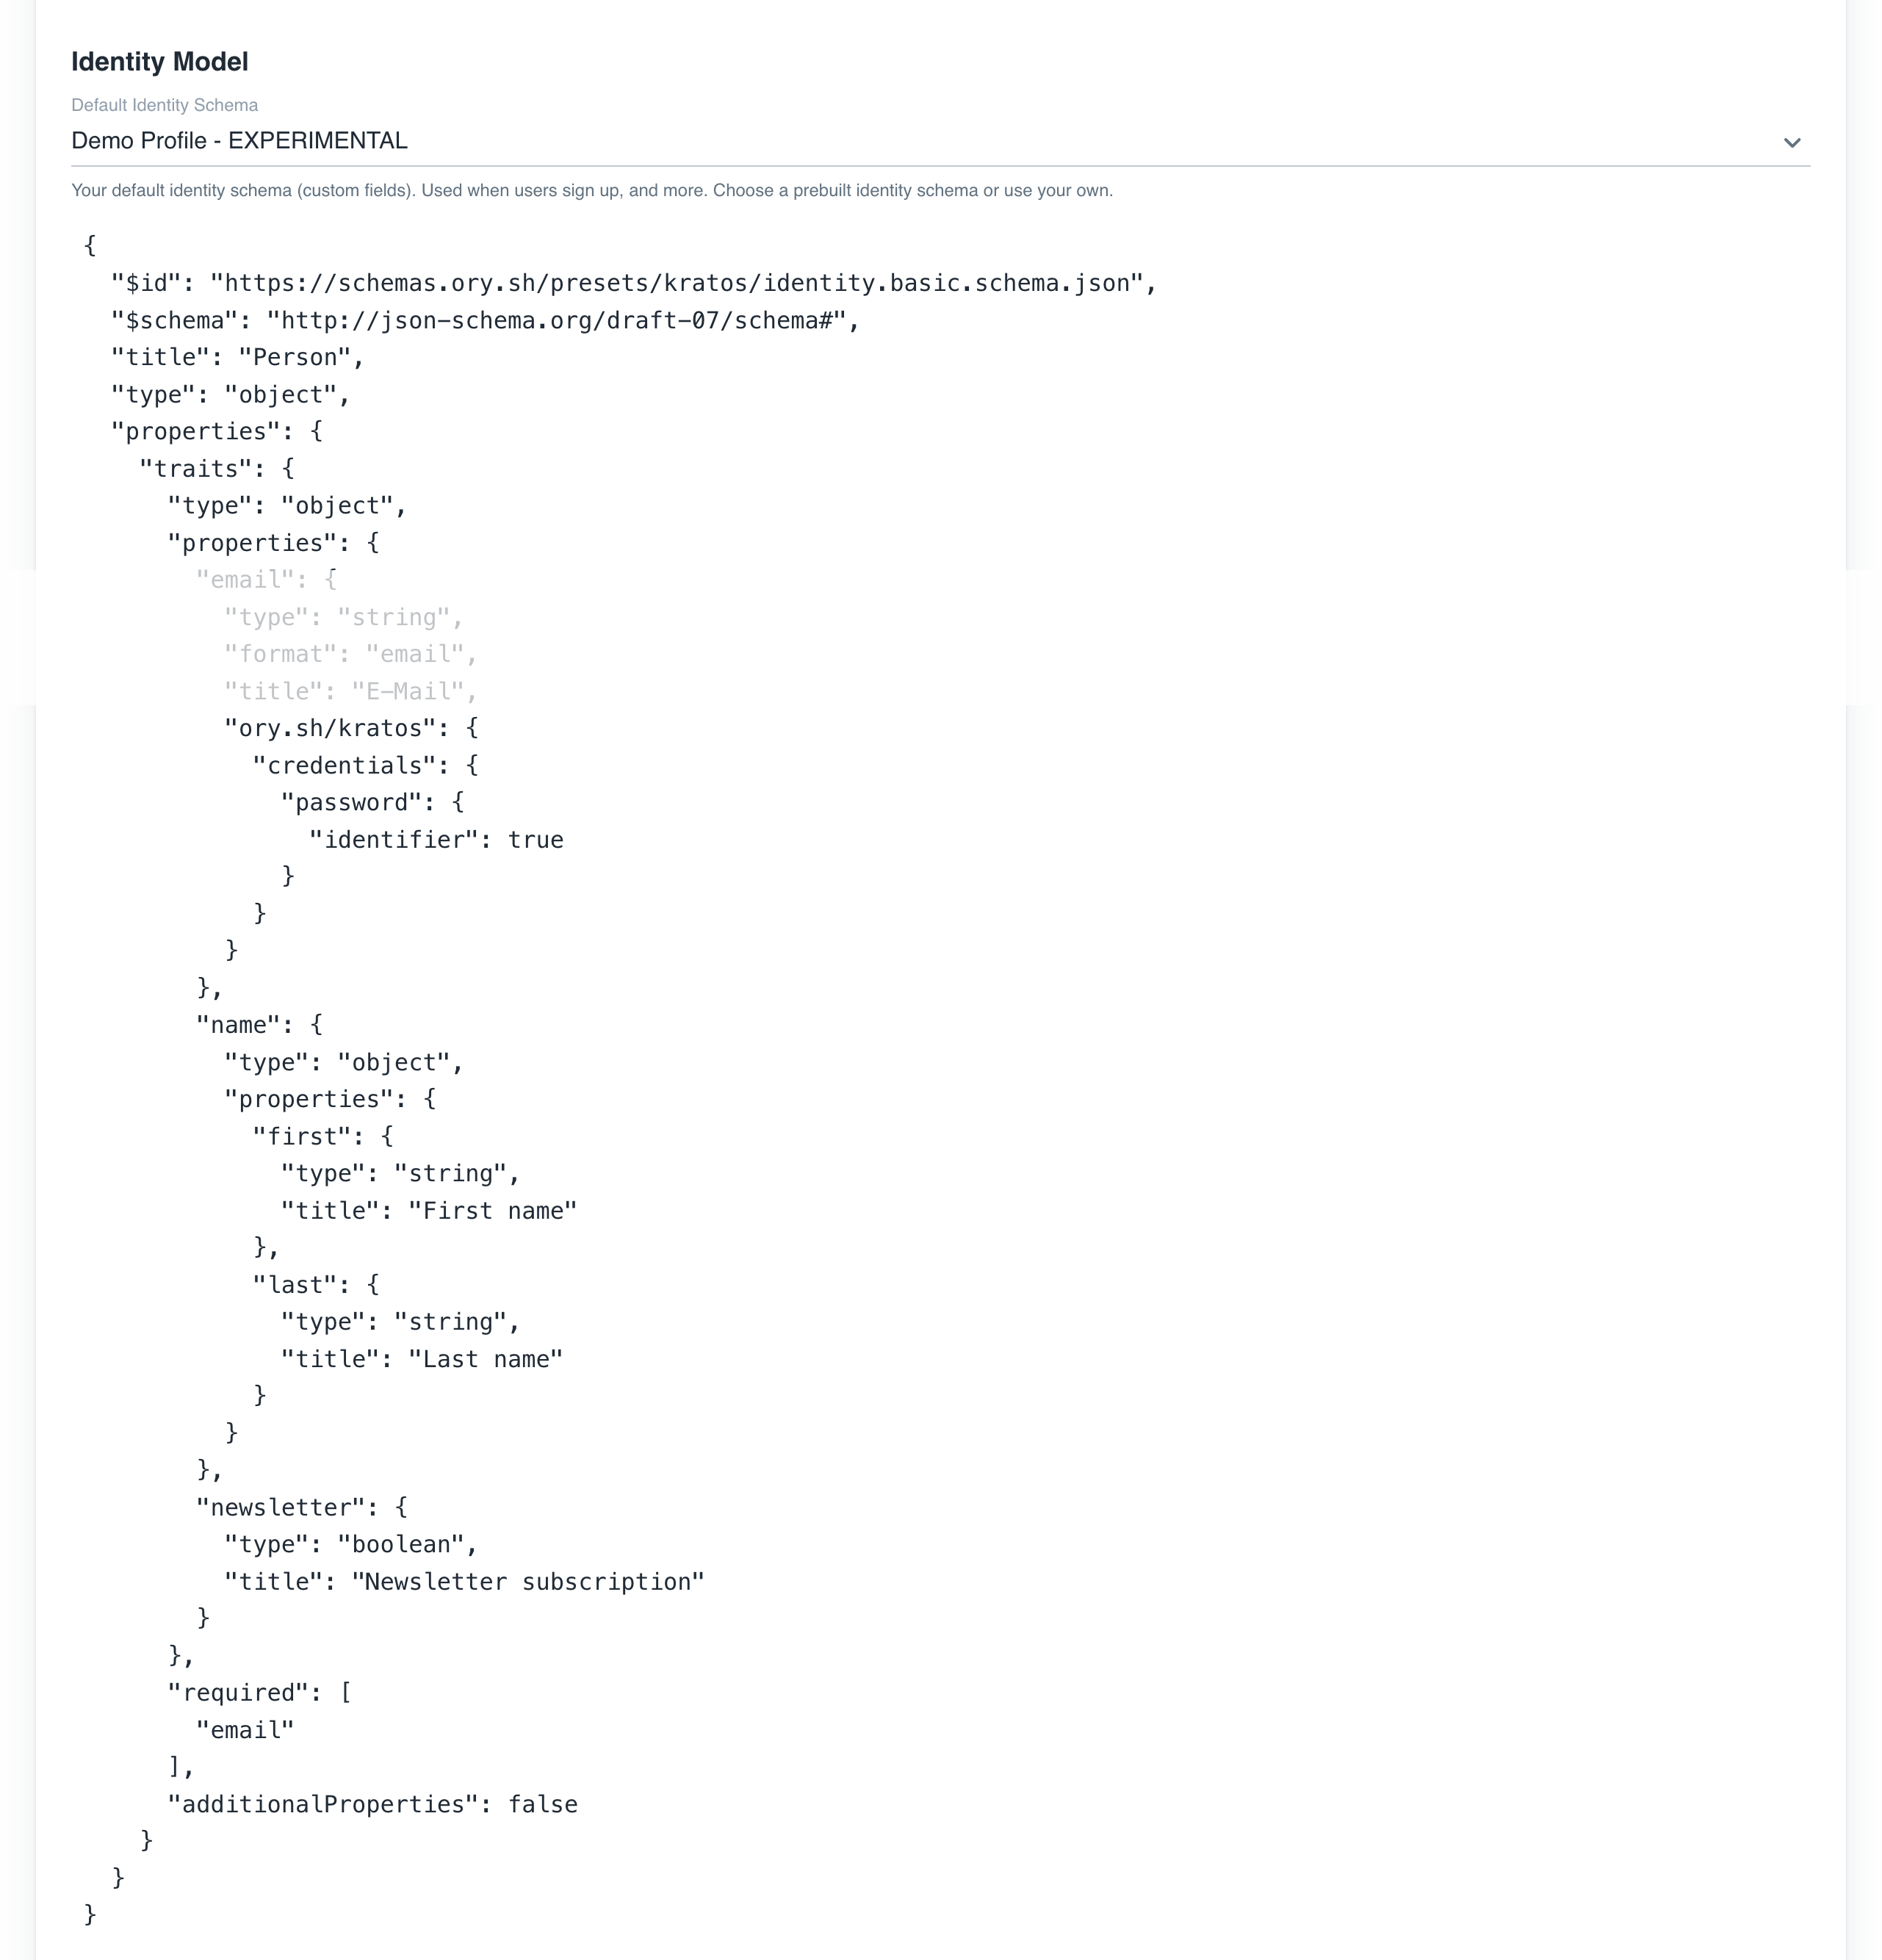 Identity Model
Default Identity Schema
Demo Profile - EXPERIMENTAL
Your default identity schema (custom fields). Used when users sign up, and more. Choose a prebuilt identity schema or use your own.
{
  "$id": "https://schemas.ory.sh/presets/kratos/identity.basic.schema.json",
  "$schema": "http://json-schema.org/draft-07/schema#",
  "title": "Person",
  "type": "object",
  "properties": {
    "traits": {
      "type": "object",
      "properties": {
        "email": {
          "type": "string",
          "format": "email",
          "title": "E-Mail",
          "ory.sh/kratos": {
            "credentials": {
              "password": {
                "identifier": true
              }
            }
          }
        },
        "name": {
          "type": "object",
          "properties": {
            "first": {
              "type": "string",
              "title": "First name"
            },
            "last": {
              "type": "string",
              "title": "Last name"
            }
          }
        },
        "newsletter": {
          "type": "boolean",
          "title": "Newsletter subscription"
        }
      },
      "required": [
        "email"
      ],
      "additionalProperties": false
    }
  }
}